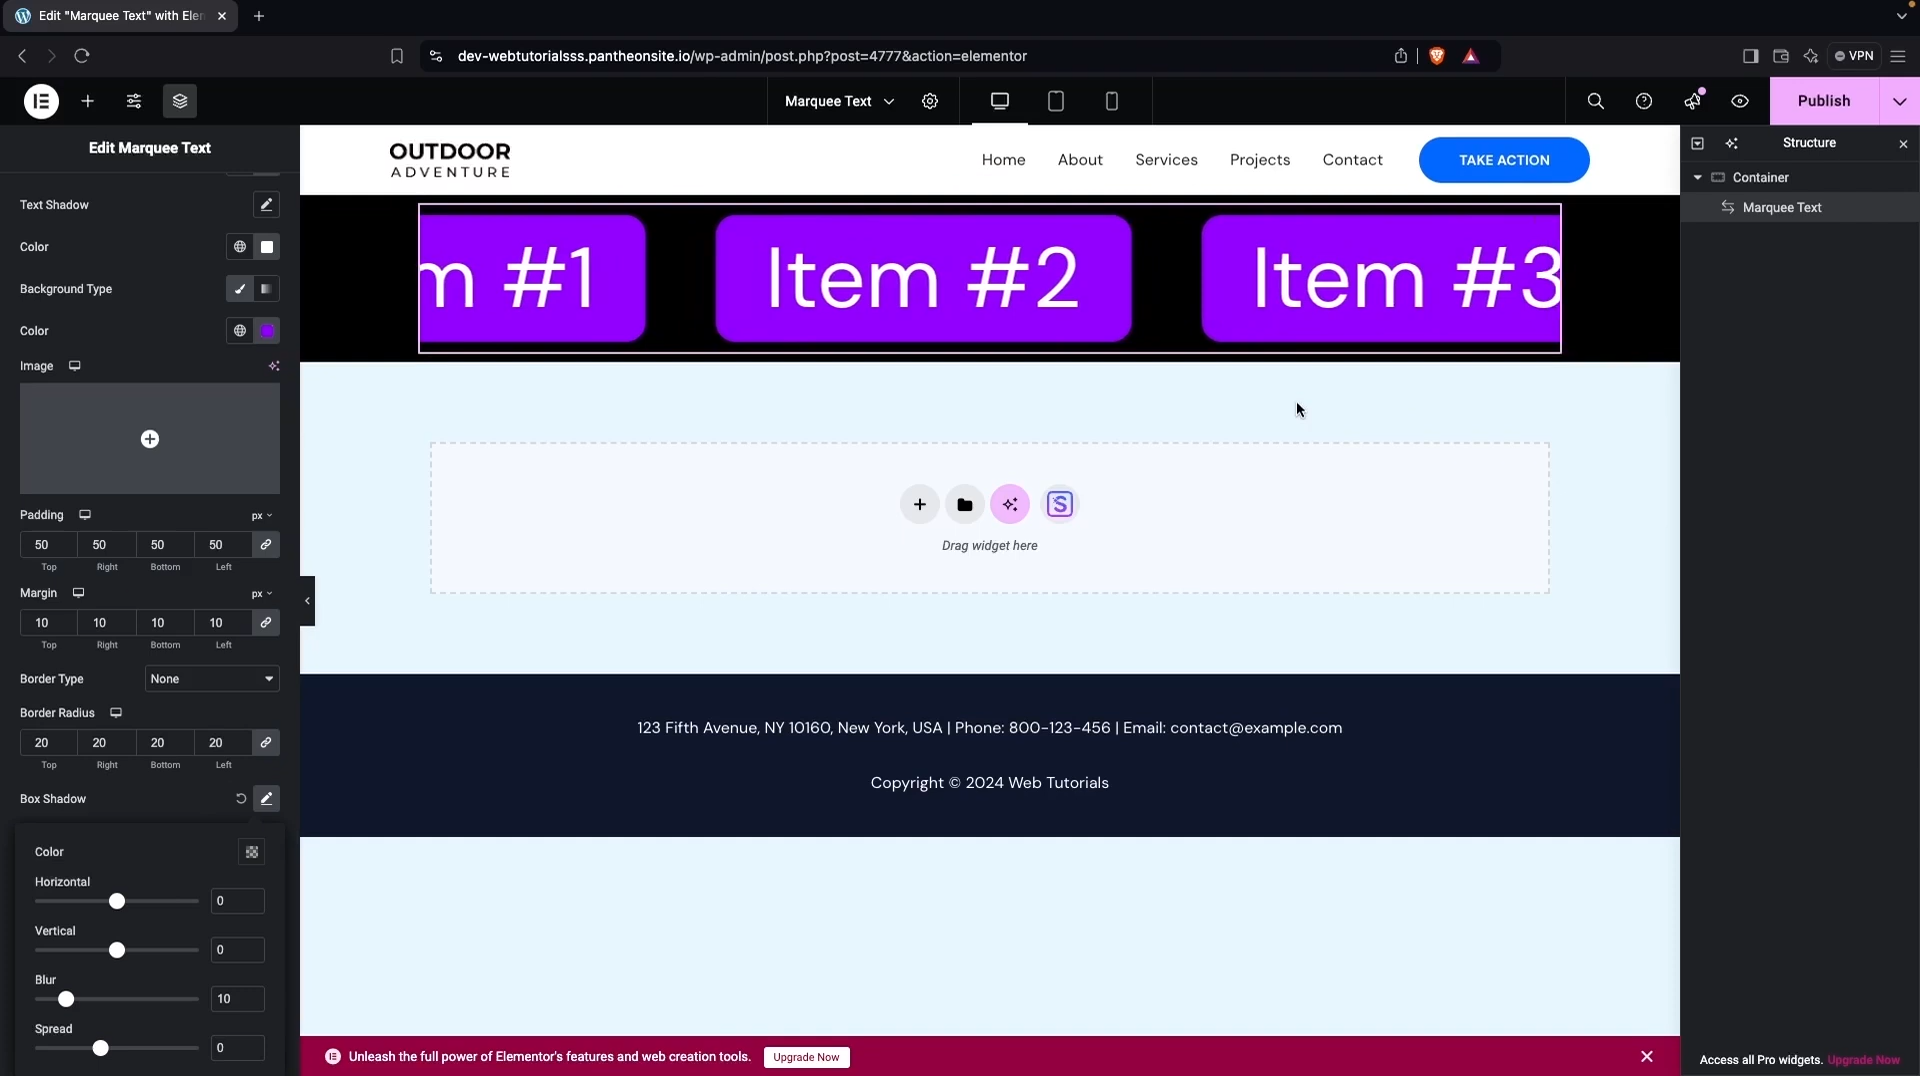 Edit "Marquee Text" with Elen
dev-webtutorialsss.pantheonsite.io/wp-admin/post.php?post=4777&action=elementor
VPN
Marquee Text
Publish
Edit Marquee Text
Text Shadow
Color
Background Type
Color
Image
Padding
px
50 50 50 50
Top Right Bottom Left
Margin
px
10 10 10 10
Top Right Bottom Left
Border Type
None
Border Radius
20 20 20 20
Top Right Bottom Left
Box Shadow
Color
Horizontal
0
Vertical
0
Blur
10
Spread
0
OUTDOOR
ADVENTURE
Home About Services Projects Contact
TAKE ACTION
m #1
Item #2
Item #3
S
Drag widget here
123 Fifth Avenue, NY 10160, New York, USA | Phone: 800-123-456 | Email: contact@example.com
Copyright © 2024 Web Tutorials
Unleash the full power of Elementor's features and web creation tools.
Upgrade Now
Structure
Container
Marquee Text
Access all Pro widgets. Upgrade Now